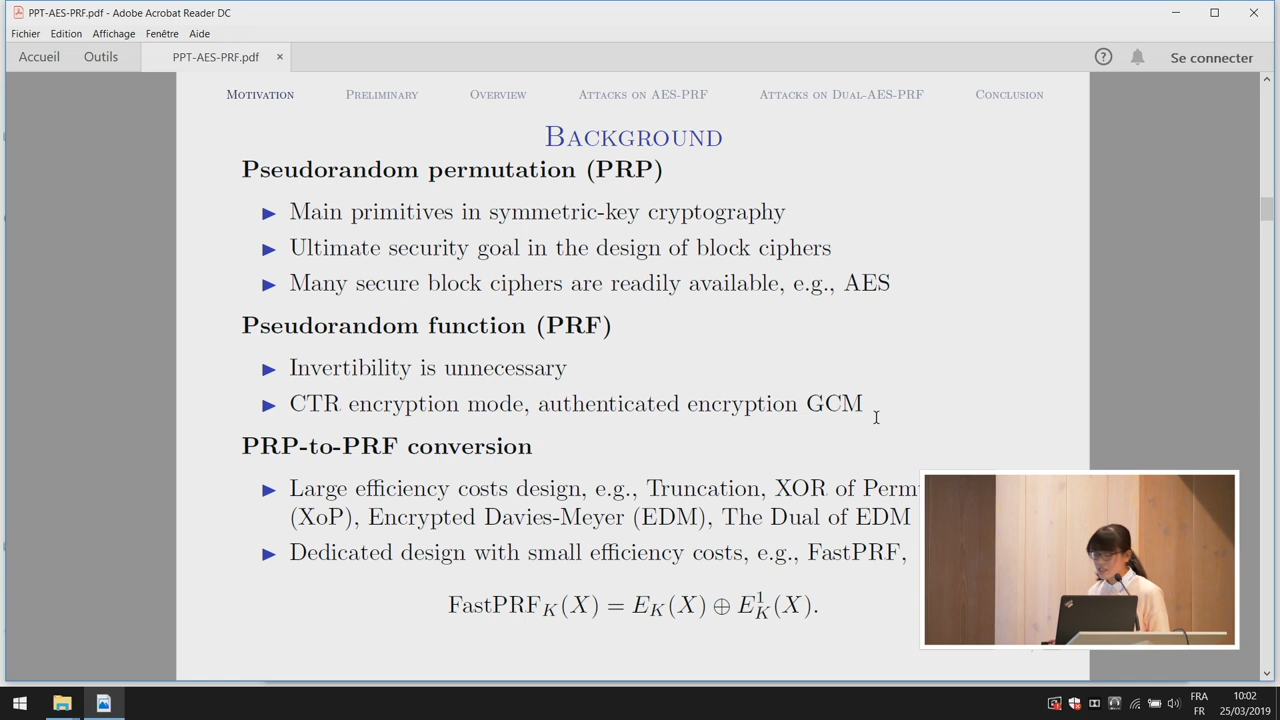 PPT-AES-PRF.pdf - Adobe Acrobat Reader DC
Fichier Edition Affichage Fenêtre Aide
Accueil Outils PPT-AES-PRF.pdf × ? Se connecter
Motivation Preliminary Overview Attacks on AES-PRF Attacks on Dual-AES-PRF Conclusion
Background
Pseudorandom permutation (PRP)
▶ Main primitives in symmetric-key cryptography
▶ Ultimate security goal in the design of block ciphers
▶ Many secure block ciphers are readily available, e.g., AES
Pseudorandom function (PRF)
▶ Invertibility is unnecessary
▶ CTR encryption mode, authenticated encryption GCM
PRP-to-PRF conversion
▶ Large efficiency costs design, e.g., Truncation, XOR of
(XoP), Encrypted Davies-Meyer (EDM), The Dual of EDM
▶ Dedicated design with small efficiency costs, e.g., FastPRF,
FastPRF_K(X) = E_K(X) ⊕ E^1_K(X).
FRA 10:02
FR 25/03/2019